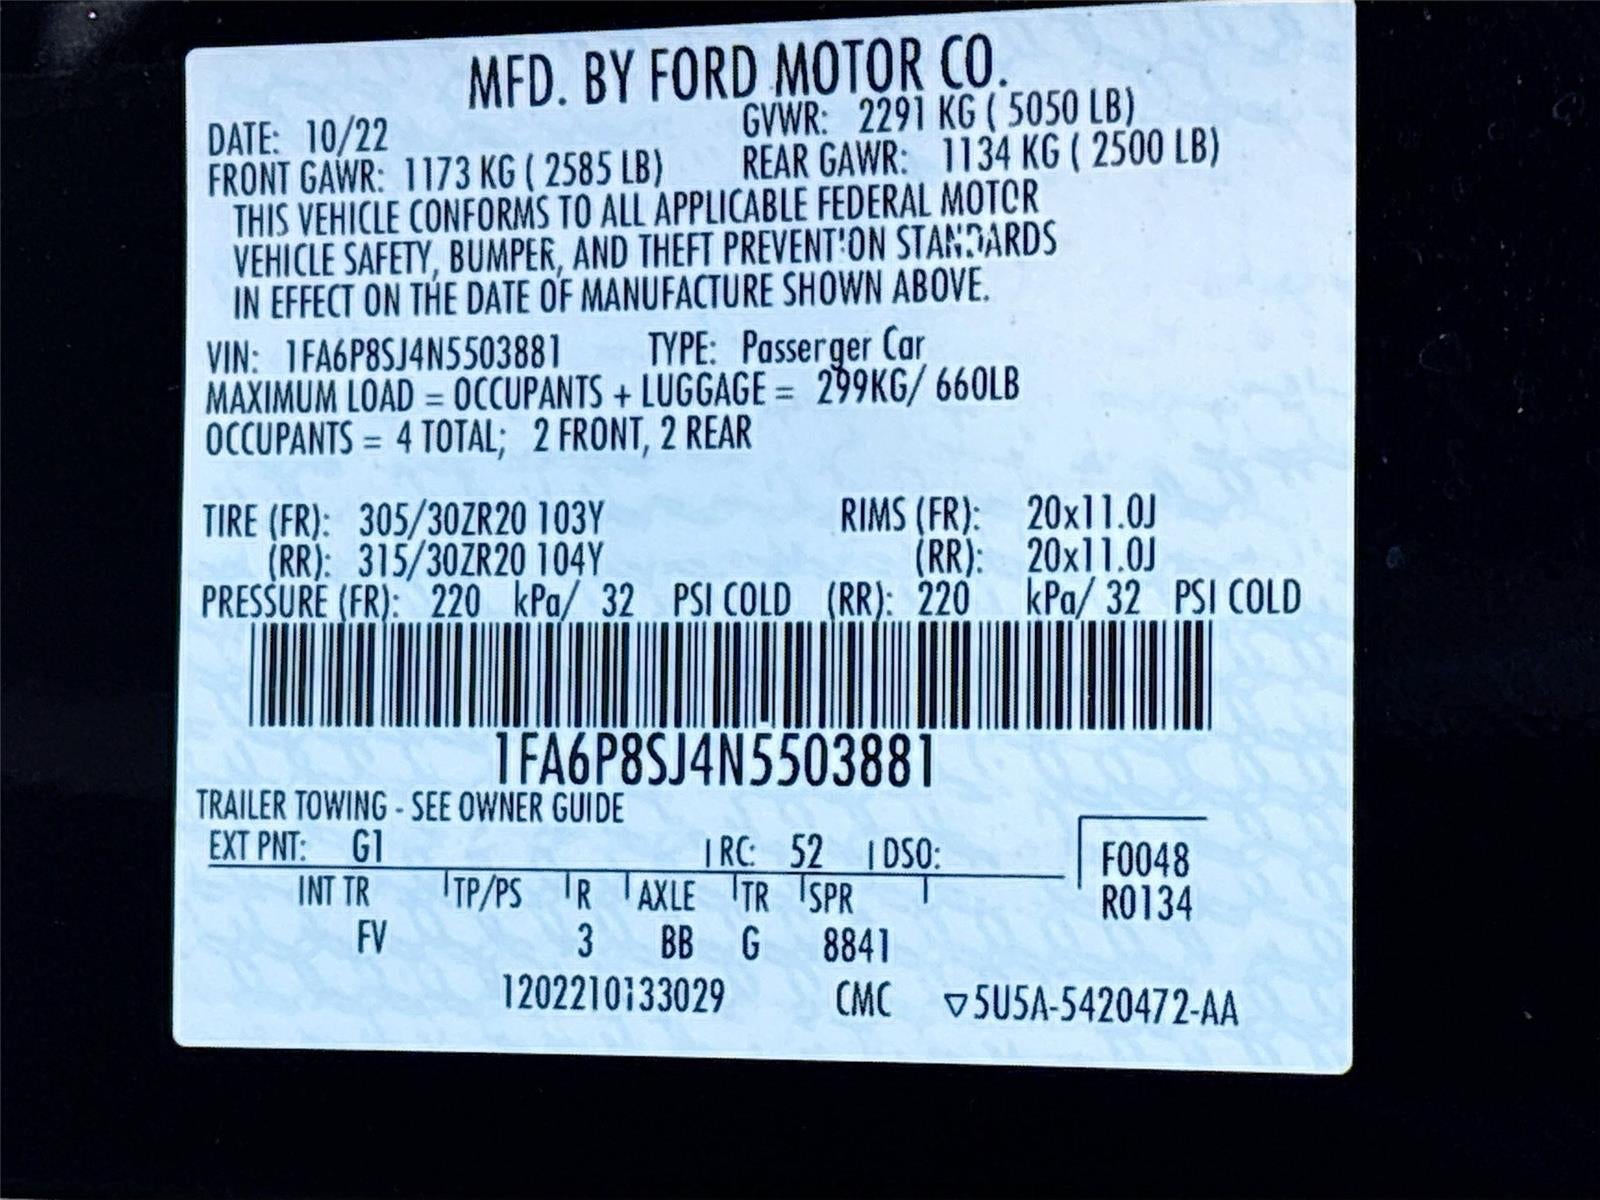 MFD. BY FORD MOTOR CO.
DATE: 10/22 GVWR: 2291 KG ( 5050 LB)
FRONT GAWR: 1173 KG ( 2585 LB) REAR GAWR: 1134 KG ( 2500 LB)
THIS VEHICLE CONFORMS TO ALL APPLICABLE FEDERAL MOTOR
VEHICLE SAFETY, BUMPER, AND THEFT PREVENTION STANDARDS
IN EFFECT ON THE DATE OF MANUFACTURE SHOWN ABOVE.
VIN: 1FA6P8SJ4N5503881 TYPE: Passerger Car
MAXIMUM LOAD = OCCUPANTS + LUGGAGE = 299KG/ 660LB
OCCUPANTS = 4 TOTAL; 2 FRONT, 2 REAR
TIRE (FR): 305/30ZR20 103Y RIMS (FR): 20x11.0J
(RR): 315/30ZR20 104Y (RR): 20x11.0J
PRESSURE (FR): 220 kPa/ 32 PSI COLD (RR): 220 kPa/ 32 PSI COLD
1FA6P8SJ4N5503881
TRAILER TOWING - SEE OWNER GUIDE
EXT PNT: G1 RC: 52 DSO: F0048
INT TR TP/PS R AXLE TR SPR R0134
FV 3 BB G 8841
1202210133029 CMC ▽5U5A-5420472-AA